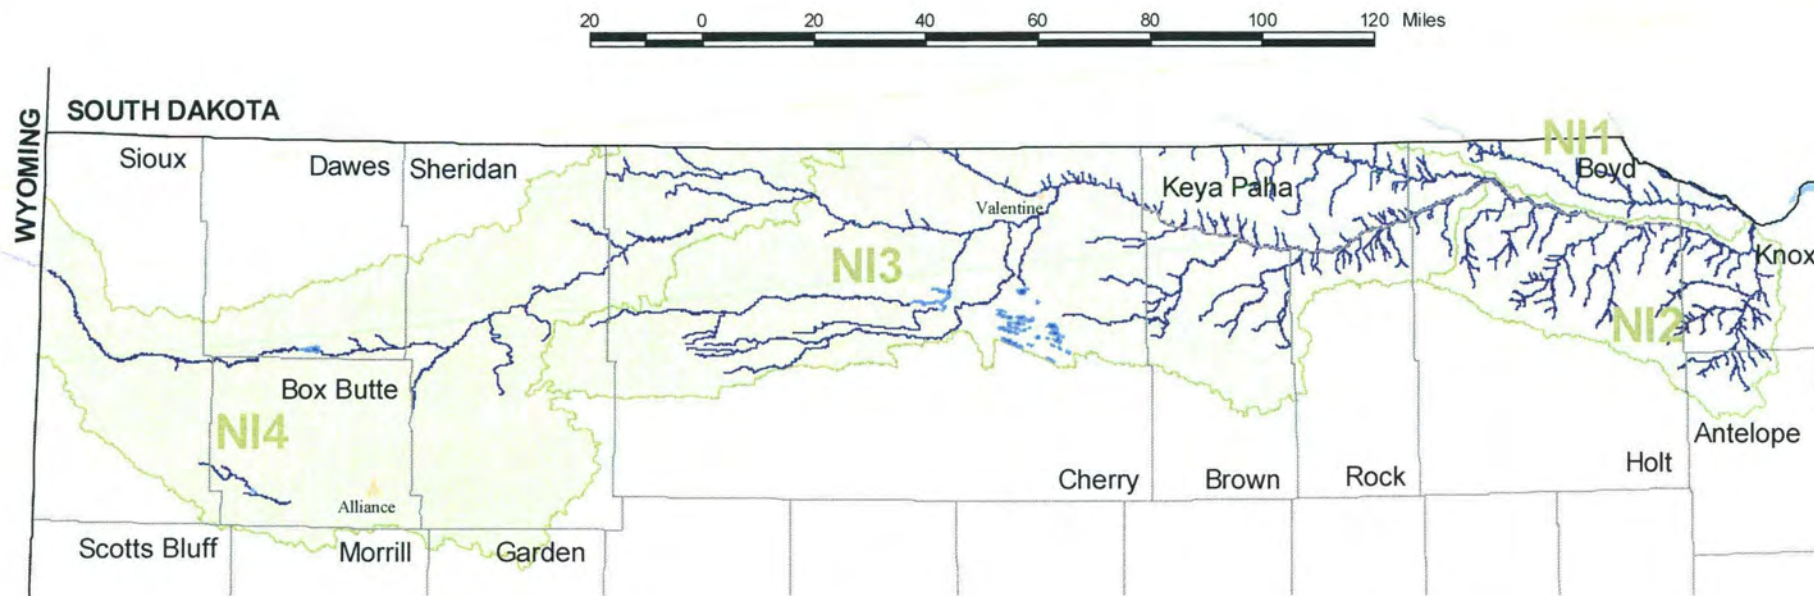 20 0 20 40 60 80 100 120 Miles
SOUTH DAKOTA
WYOMING
NI1
Sioux
Dawes
Sheridan
Boyd
Keya Paha
Valentine
Knox
NI3
NI2
Box Butte
NI4
Antelope
Holt
Cherry
Brown
Rock
Alliance
Scotts Bluff
Morrill
Garden